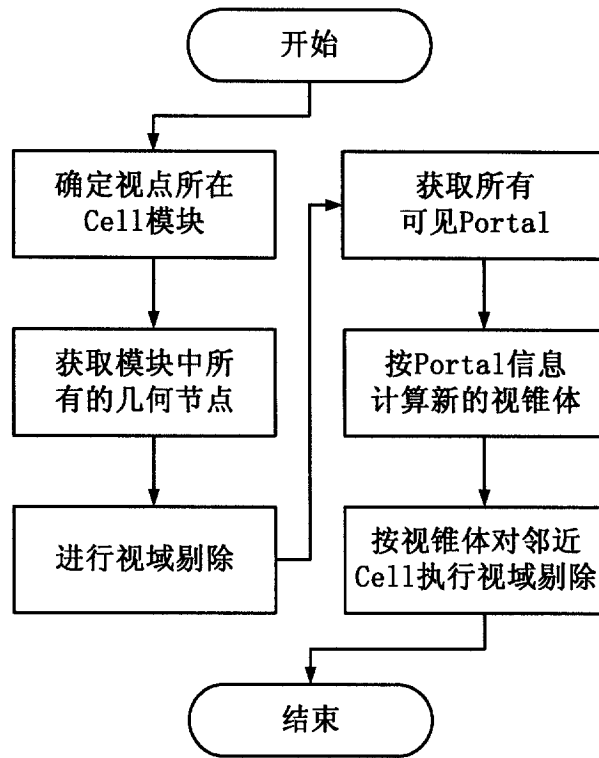 开始
确定视点所在
Cell模块
获取模块中所
有的几何节点
进行视域剔除
获取所有
可见Portal
按Portal信息
计算新的视锥体
按视锥体对邻近
Cell执行视域剔除
结束